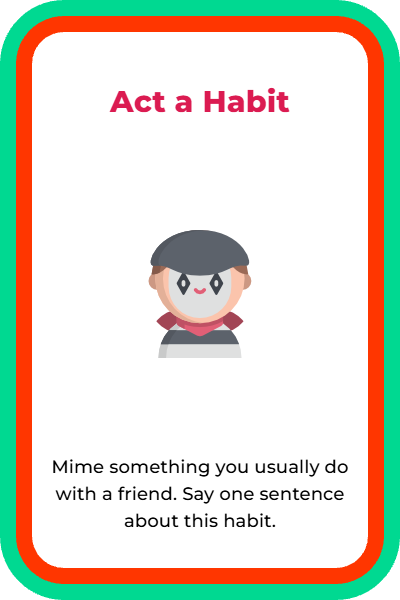 Act a Habit
Mime something you usually do
with a friend. Say one sentence
about this habit.